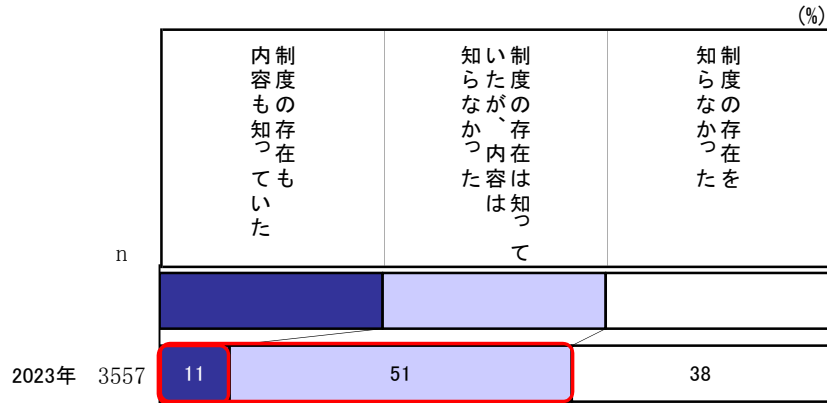 (%)
制度の存在も
内容も知っていた
制度の存在は知って
いたが、内容は
知らなかった
制度の存在を
知らなかった
n
2023年 3557 11 51 38